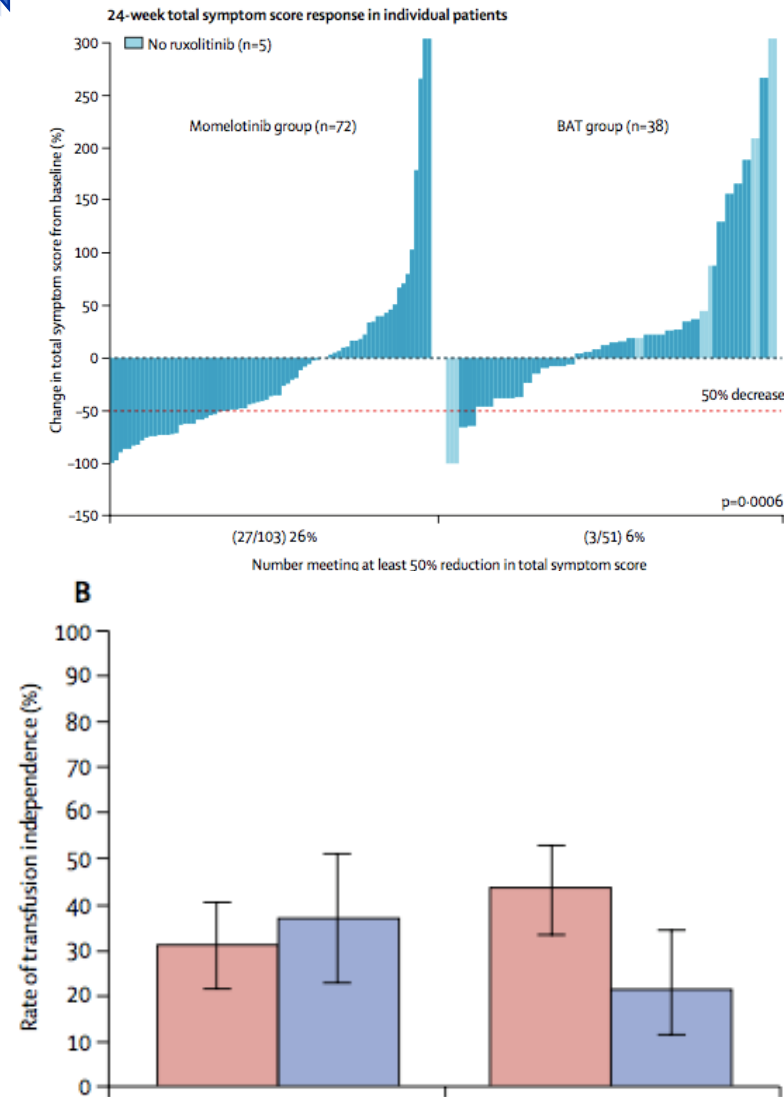 24-week total symptom score response in individual patients
No ruxolitinib (n=5)
Momelotinib group (n=72)
BAT group (n=38)
Change in total symptom score from baseline (%)
300
250
200
150
100
50
0
−50
−100
−150
50% decrease
p=0·0006
(27/103) 26%
(3/51) 6%
Number meeting at least 50% reduction in total symptom score
B
Rate of transfusion independence (%)
100
90
80
70
60
50
40
30
20
10
0